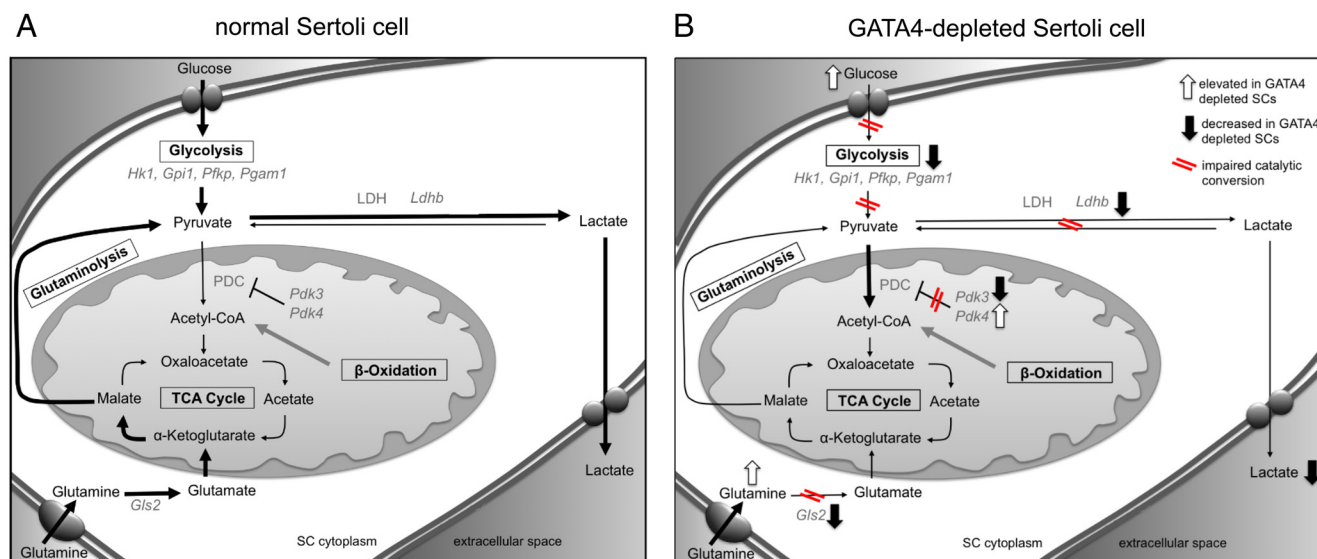 A
normal Sertoli cell
Glucose
Glycolysis
Hk1, Gpi1, Pfkp, Pgam1
LDH Ldhb
Pyruvate
Lactate
Glutaminolysis
PDC
Pdk3
Pdk4
Acetyl-CoA
Oxaloacetate
β-Oxidation
Malate
TCA Cycle
Acetate
α-Ketoglutarate
Lactate
Glutamine
Glutamate
Gls2
SC cytoplasm
extracellular space
Glutamine
B
GATA4-depleted Sertoli cell
Glucose
elevated in GATA4
depleted SCs
decreased in GATA4
depleted SCs
impaired catalytic
conversion
Glycolysis
Hk1, Gpi1, Pfkp, Pgam1
LDH Ldhb
Pyruvate
Lactate
Glutaminolysis
PDC
Pdk3
Pdk4
Acetyl-CoA
Oxaloacetate
β-Oxidation
Malate
TCA Cycle
Acetate
α-Ketoglutarate
Lactate
Glutamine
Glutamate
Gls2
SC cytoplasm
extracellular space
Glutamine